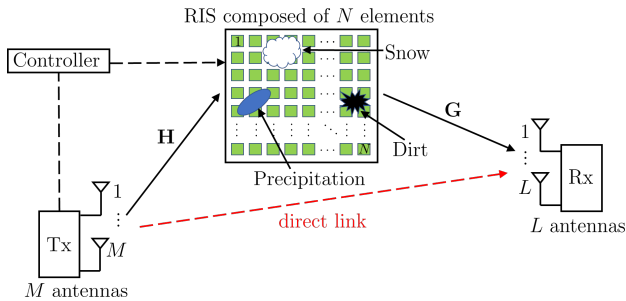 RIS composed of N elements
1
Snow
Controller
H
G
N
Dirt
Precipitation
1
M
Tx
M antennas
direct link
1
L
Rx
L antennas